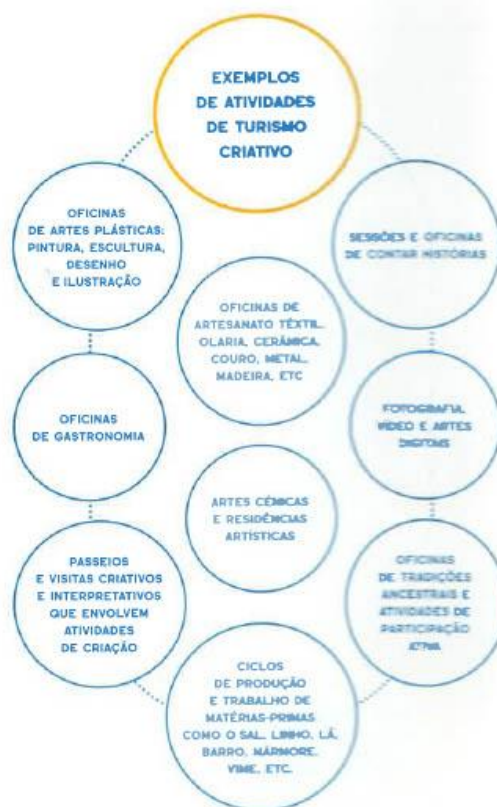 EXEMPLOS
DE ATIVIDADES
DE TURISMO
CRIATIVO
OFICINAS
DE ARTES PLÁSTICAS:
PINTURA, ESCULTURA,
DESENHO
E ILUSTRAÇÃO
SESSÕES E OFICINAS
DE CONTAR HISTÓRIAS
OFICINAS DE
ARTESANATO TÊXTIL,
OLARIA, CERÂMICA,
COURO, METAL,
MADEIRA, ETC
OFICINAS
DE GASTRONOMIA
FOTOGRAFIA,
VÍDEO E ARTES
DIGITAIS
ARTES CÉNICAS
E RESIDÊNCIAS
ARTÍSTICAS
PASSEIOS
E VISITAS CRIATIVOS
E INTERPRETATIVOS
QUE ENVOLVEM
ATIVIDADES
DE CRIAÇÃO
OFICINAS
DE TRADIÇÕES
ANCESTRAIS E
ATIVIDADES DE
PARTICIPAÇÃO
ATIVA
CICLOS
DE PRODUÇÃO
E TRABALHO DE
MATÉRIAS-PRIMAS
COMO O SAL, LINHO, LÃ,
BARRO, MÁRMORE,
VIME, ETC.